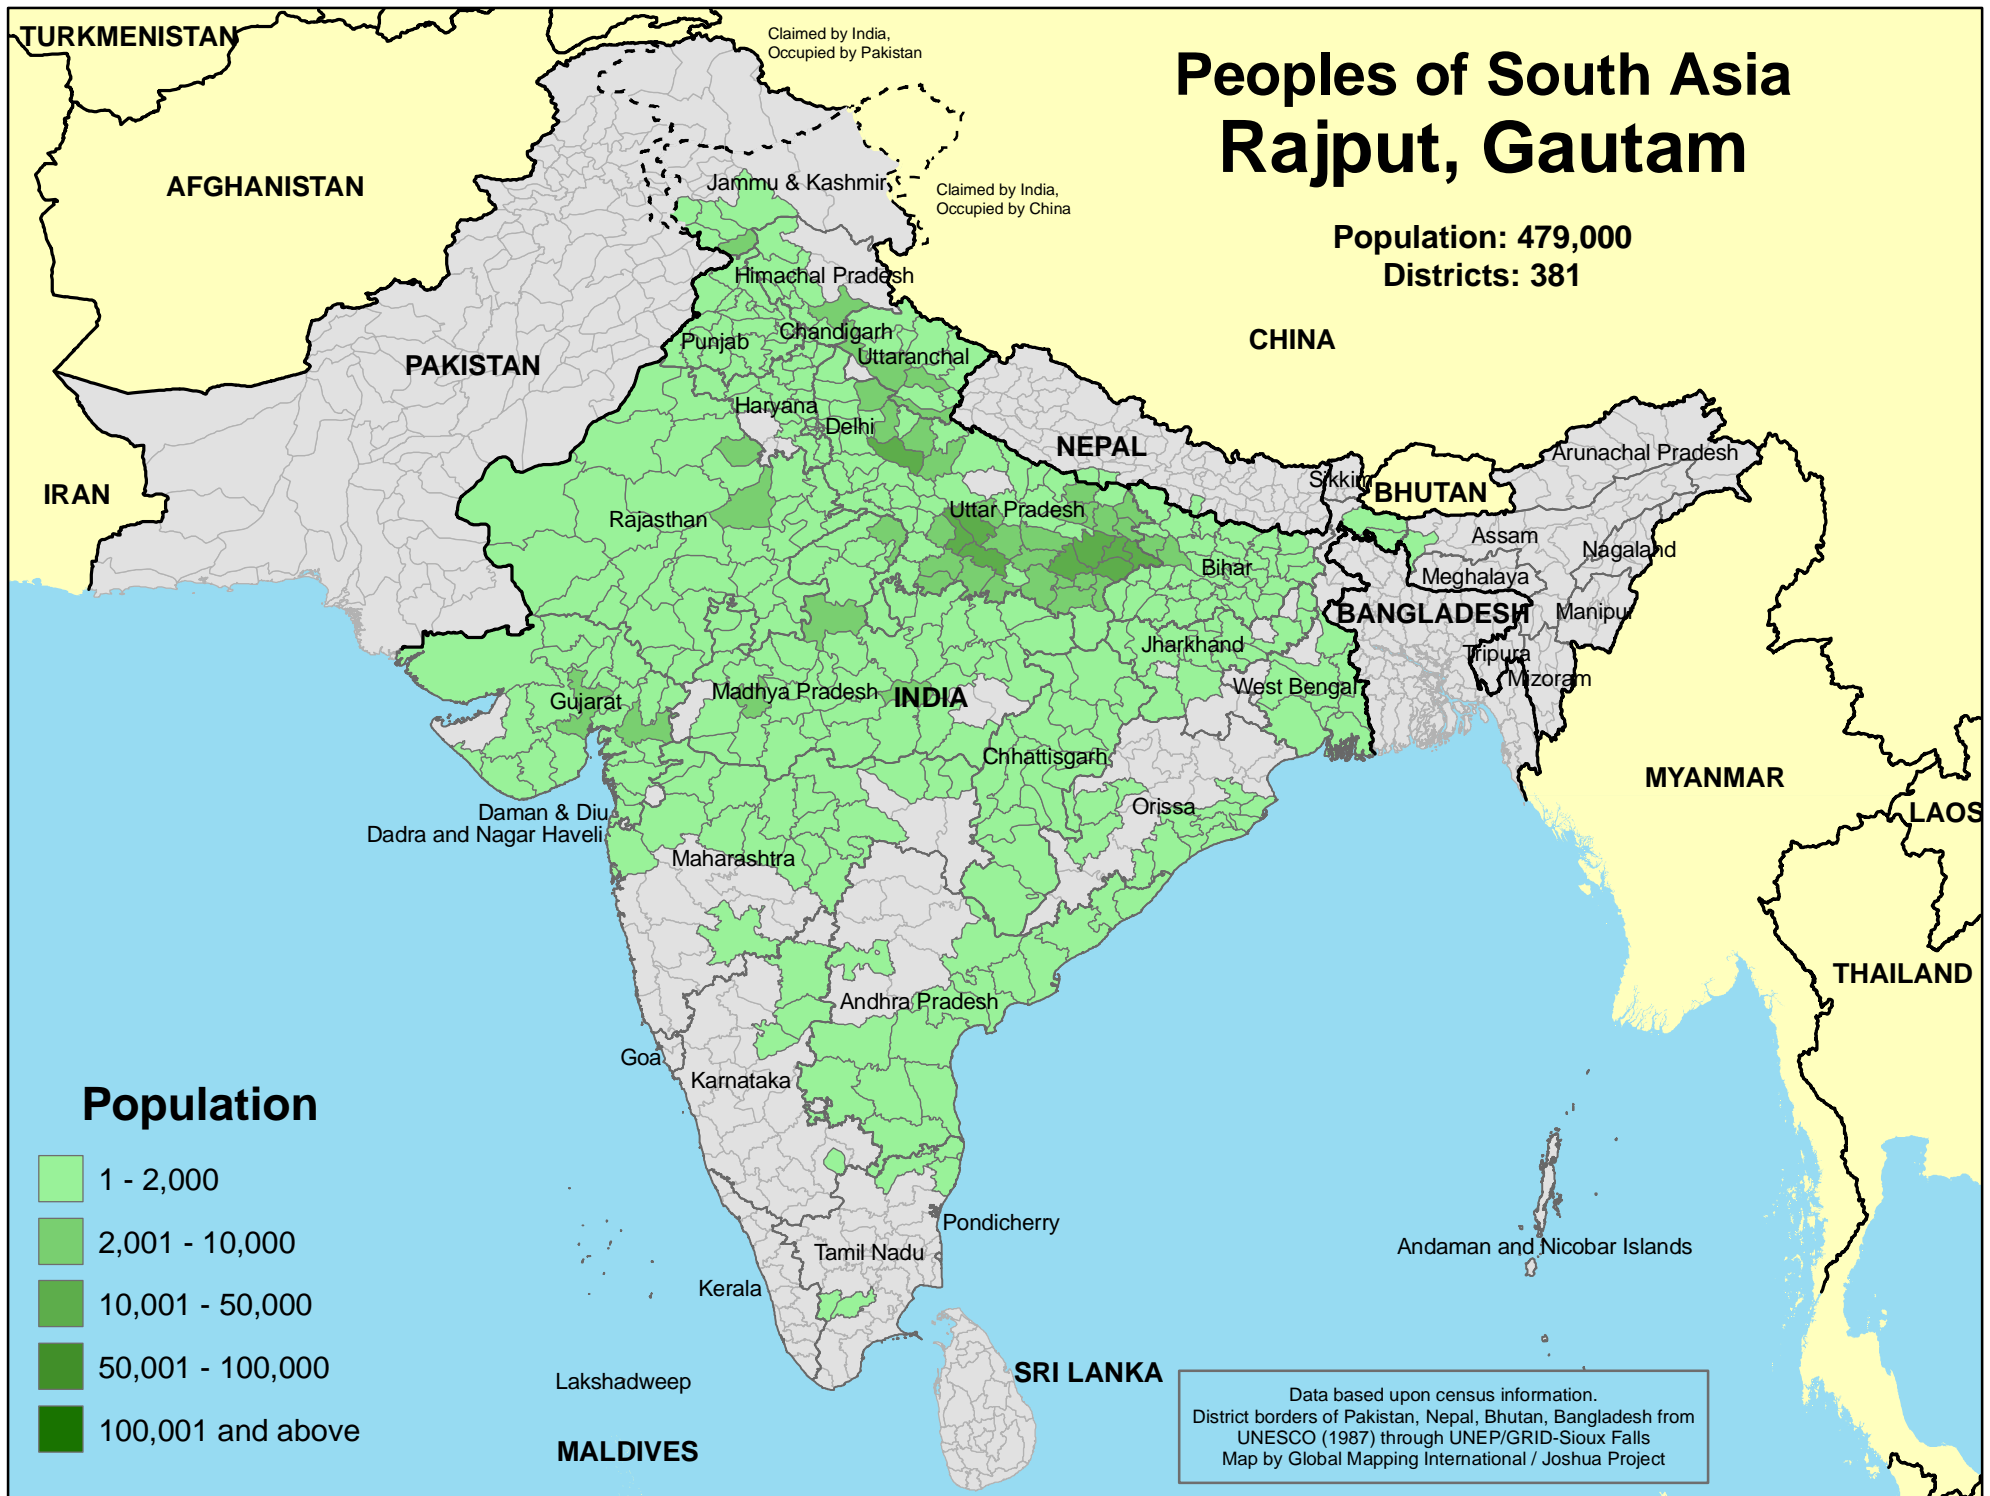 Peoples of South Asia
Rajput, Gautam
Population: 479,000
Districts: 381
TURKMENISTAN
Claimed by India,
Occupied by Pakistan
AFGHANISTAN
Jammu & Kashmir
Claimed by India,
Occupied by China
Himachal Pradesh
CHINA
Punjab
Chandigarh
Uttaranchal
PAKISTAN
Haryana
Delhi
NEPAL
Arunachal Pradesh
Sikkim
BHUTAN
IRAN
Rajasthan
Uttar Pradesh
Assam
Nagaland
Bihar
Meghalaya
BANGLADESH
Manipur
Jharkhand
Tripura
Mizoram
West Bengal
Gujarat
Madhya Pradesh
INDIA
Chhattisgarh
MYANMAR
Orissa
LAOS
Daman & Diu
Dadra and Nagar Haveli
Maharashtra
THAILAND
Andhra Pradesh
Goa
Karnataka
Pondicherry
Tamil Nadu
Andaman and Nicobar Islands
Kerala
Lakshadweep
SRI LANKA
MALDIVES
Population
1 - 2,000
2,001 - 10,000
10,001 - 50,000
50,001 - 100,000
100,001 and above
Data based upon census information.
District borders of Pakistan, Nepal, Bhutan, Bangladesh from
UNESCO (1987) through UNEP/GRID-Sioux Falls
Map by Global Mapping International / Joshua Project